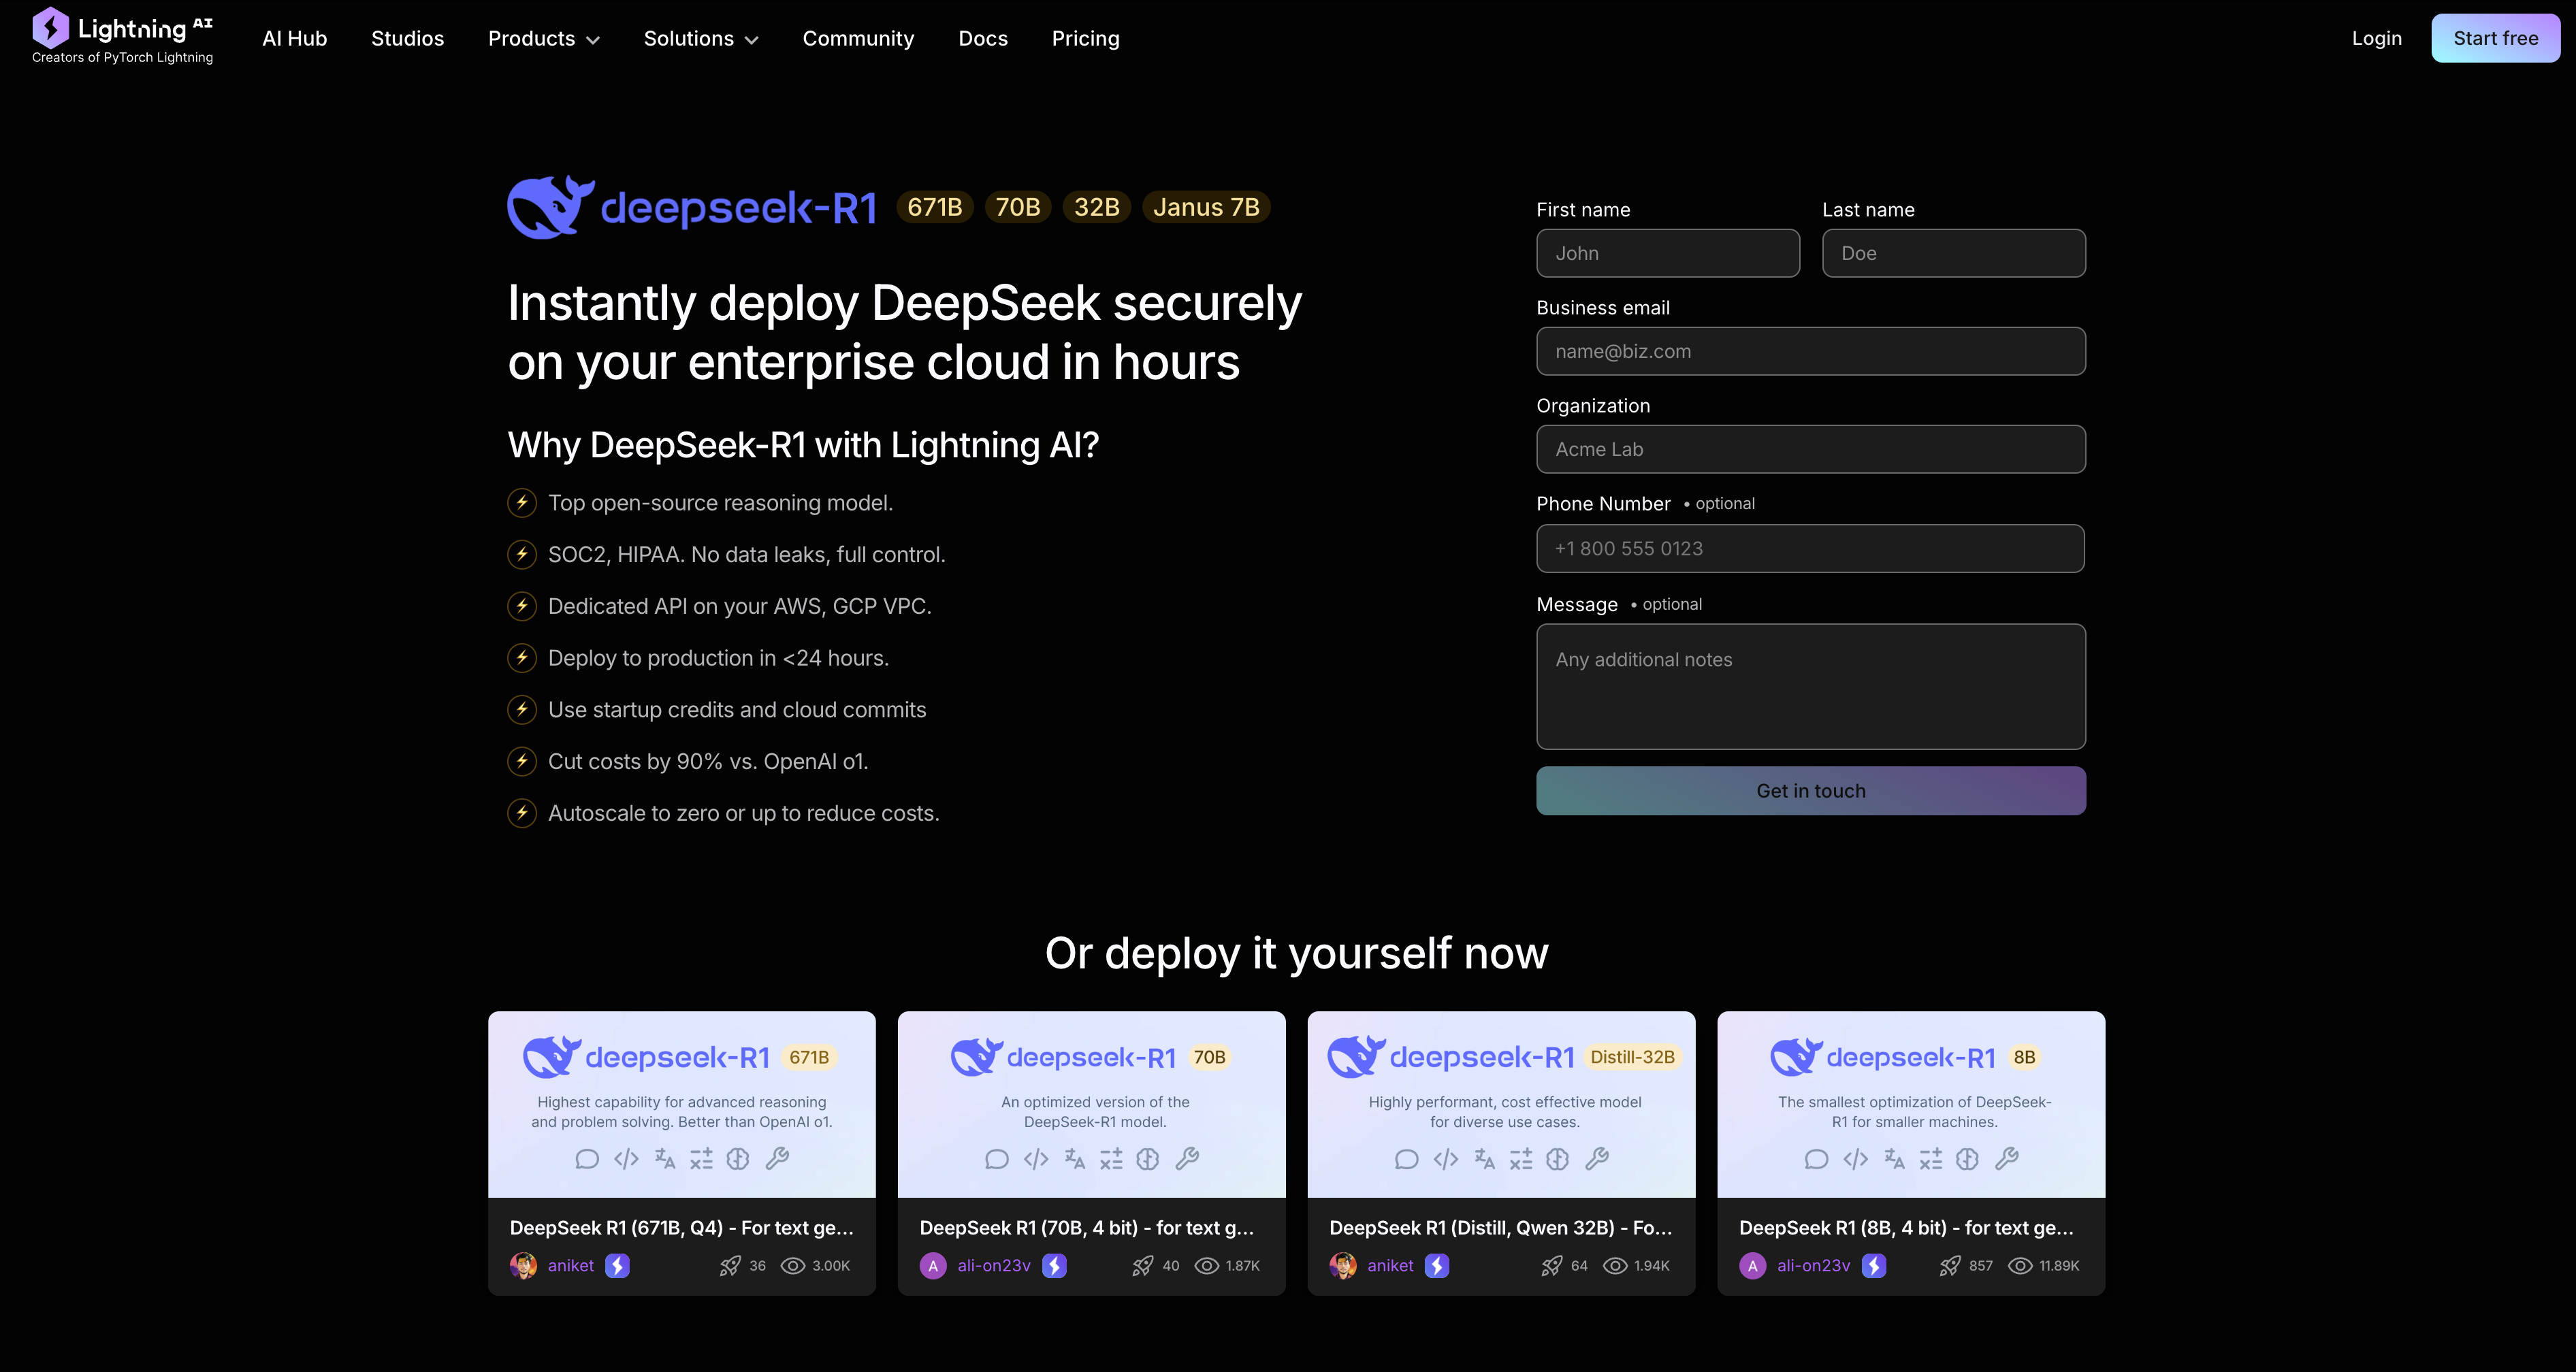 Lightning AI
Creators of PyTorch Lightning
AI Hub
Studios
Products
Solutions
Community
Docs
Pricing
Login
Start free
deepseek-R1 671B 70B 32B Janus 7B
Instantly deploy DeepSeek securely
on your enterprise cloud in hours
Why DeepSeek-R1 with Lightning AI?
Top open-source reasoning model.
SOC2, HIPAA. No data leaks, full control.
Dedicated API on your AWS, GCP VPC.
Deploy to production in <24 hours.
Use startup credits and cloud commits
Cut costs by 90% vs. OpenAI o1.
Autoscale to zero or up to reduce costs.
First name
John
Last name
Doe
Business email
name@biz.com
Organization
Acme Lab
Phone Number • optional
+1 800 555 0123
Message • optional
Any additional notes
Get in touch
Or deploy it yourself now
deepseek-R1 671B
Highest capability for advanced reasoning
and problem solving. Better than OpenAI o1.
DeepSeek R1 (671B, Q4) - For text ge...
aniket 36 3.00K
deepseek-R1 70B
An optimized version of the
DeepSeek-R1 model.
DeepSeek R1 (70B, 4 bit) - for text g...
A ali-on23v 40 1.87K
deepseek-R1 Distill-32B
Highly performant, cost effective model
for diverse use cases.
DeepSeek R1 (Distill, Qwen 32B) - Fo...
aniket 64 1.94K
deepseek-R1 8B
The smallest optimization of DeepSeek-
R1 for smaller machines.
DeepSeek R1 (8B, 4 bit) - for text ge...
A ali-on23v 857 11.89K